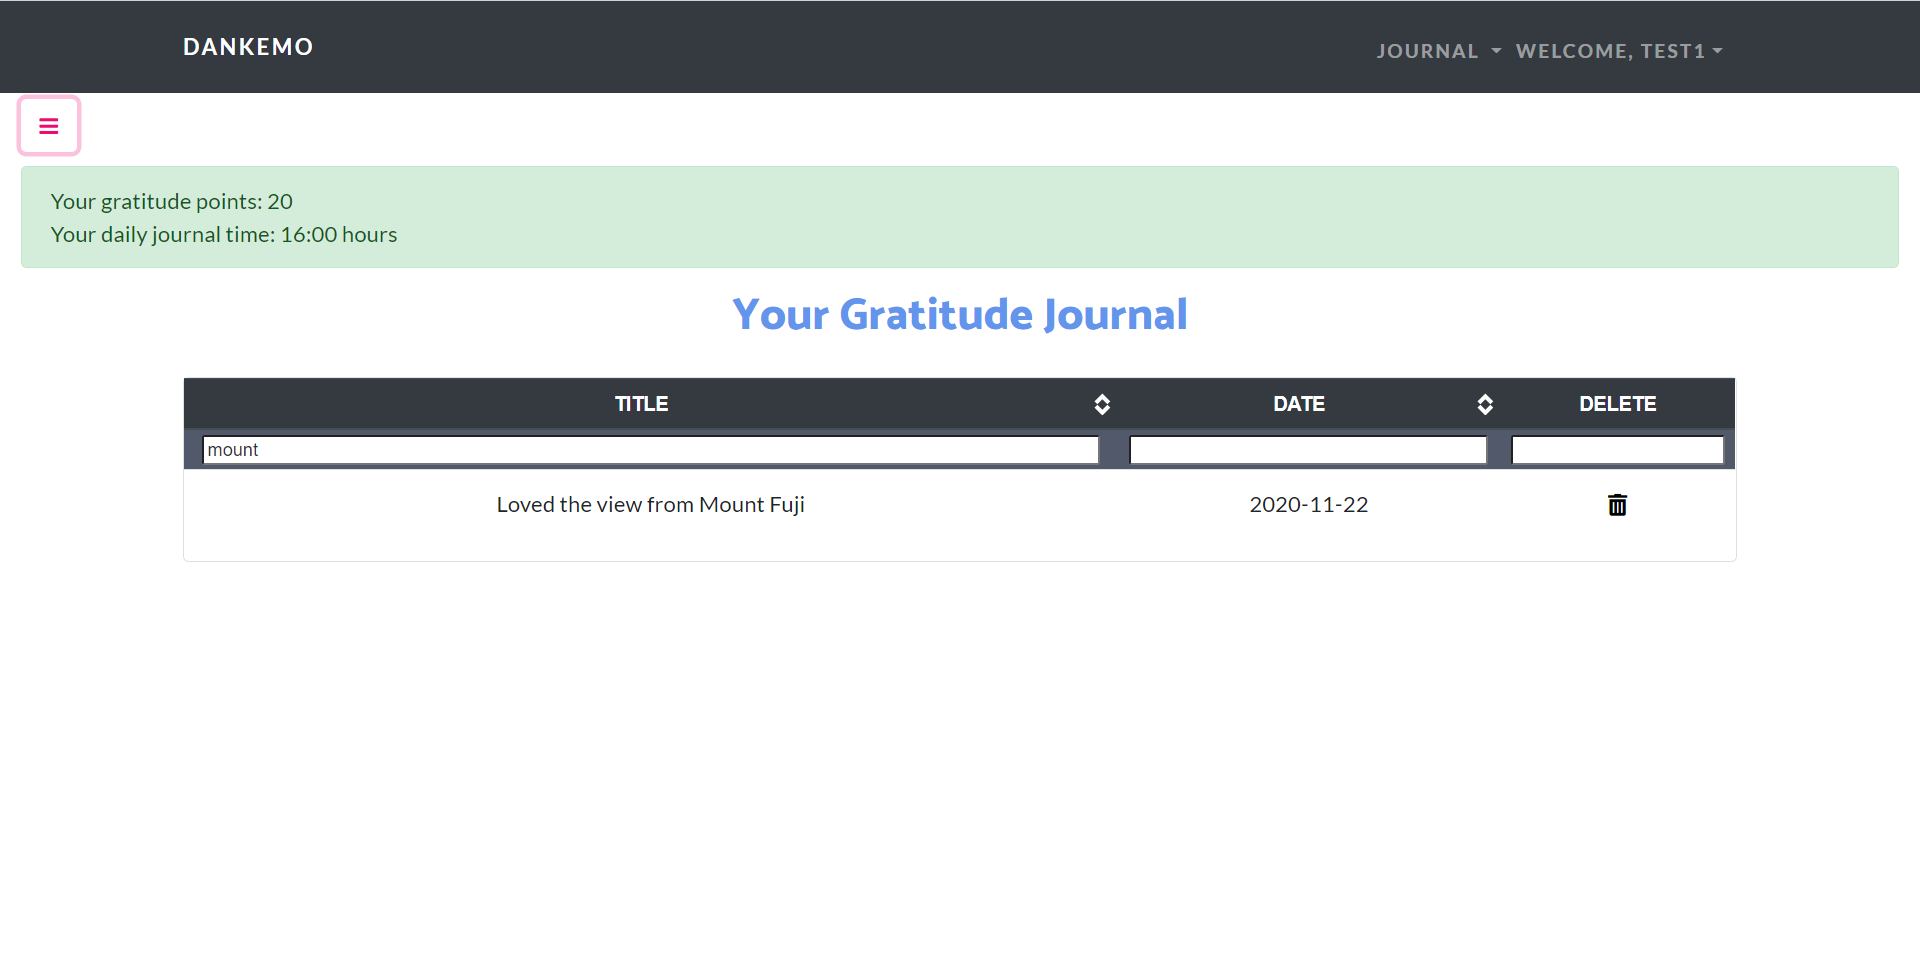 DANKEMO
JOURNAL WELCOME, TEST1
Your gratitude points: 20
Your daily journal time: 16:00 hours
Your Gratitude Journal
TITLE DATE DELETE
mount
Loved the view from Mount Fuji 2020-11-22